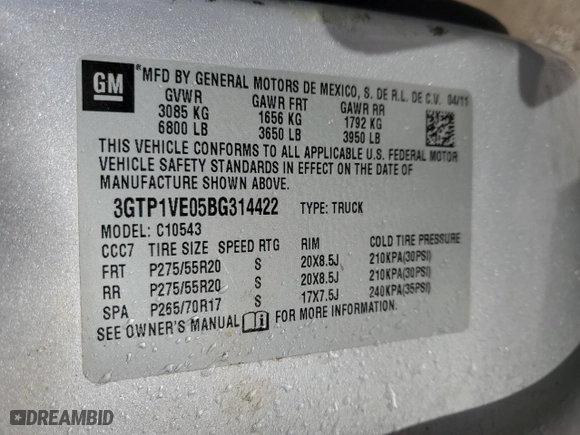 GM
*MFD BY GENERAL MOTORS DE MEXICO, S. DE R.L. DE C.V. 04/11
GVWR GAWR FRT GAWR RR
3085 KG 1656 KG 1792 KG
6800 LB 3650 LB 3950 LB
THIS VEHICLE CONFORMS TO ALL APPLICABLE U.S. FEDERAL MOTOR
VEHICLE SAFETY STANDARDS IN EFFECT ON THE DATE OF
MANUFACTURE SHOWN ABOVE.
3GTP1VE05BG314422 TYPE: TRUCK
MODEL: C10543
CCC7 TIRE SIZE SPEED RTG RIM COLD TIRE PRESSURE
FRT P275/55R20 S 20X8.5J 210KPA(30PSI)
RR P275/55R20 S 20X8.5J 210KPA(30PSI)
SPA P265/70R17 S 17X7.5J 240KPA(35PSI)
SEE OWNER'S MANUAL FOR MORE INFORMATION.
DREAMBID